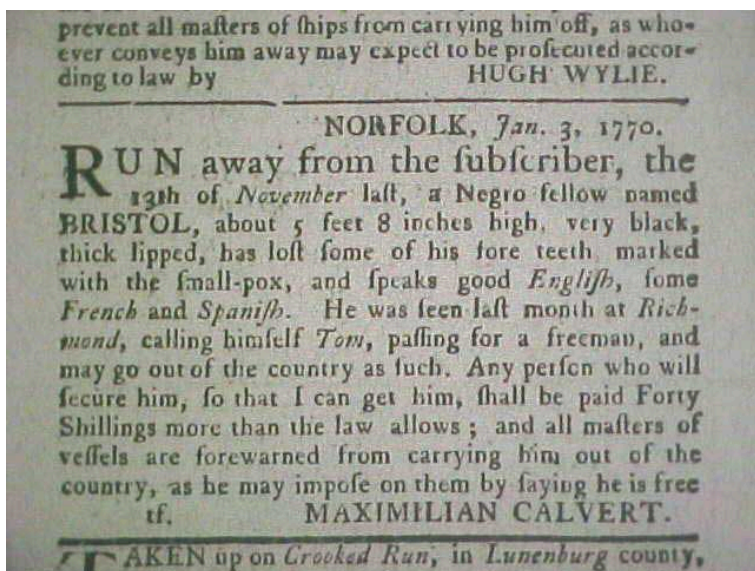 prevent all maſters of ſhips from carrying him off, as who-
ever conveys him away may expect to be proſecuted accor-
ding to law by HUGH WYLIE.
NORFOLK, Jan. 3, 1770.
RUN away from the ſubſcriber, the
13th of November laſt, a Negro fellow named
BRISTOL, about 5 feet 8 inches high, very black,
thick lipped, has loſt ſome of his fore teeth marked
with the ſmall-pox, and ſpeaks good Engliſh, ſome
French and Spaniſh. He was ſeen laſt month at Rich-
mond, calling himſelf Tom, paſſing for a freeman, and
may go out of the country as ſuch. Any perſon who will
ſecure him, ſo that I can get him, ſhall be paid Forty
Shillings more than the law allows; and all maſters of
veſſels are forewarned from carrying him out of the
country, as he may impoſe on them by ſaying he is free
tf. MAXIMILIAN CALVERT.
TAKEN up on Crooked Run, in Lunenburg county,